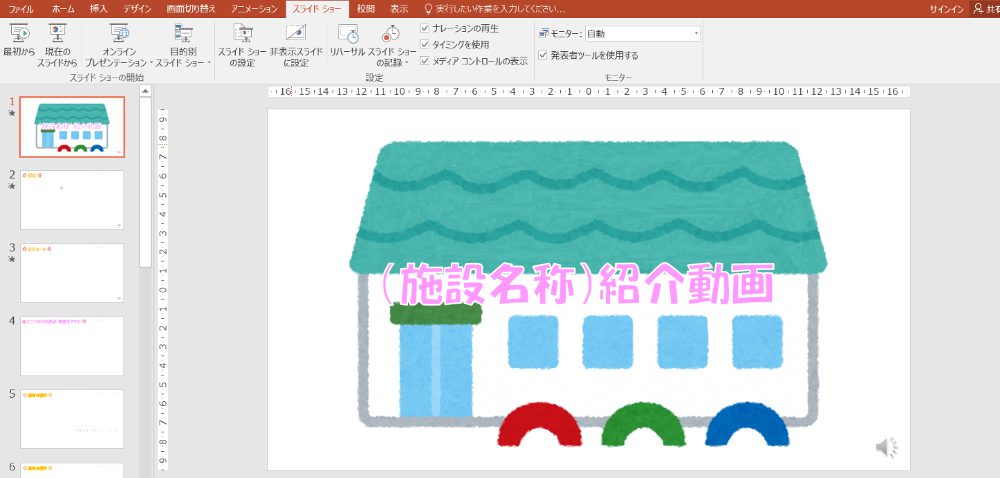 ファイル ホーム 挿入 デザイン 画面切り替え アニメーション スライド ショー 校閲 表示 実行したい作業を入力してください... サインイン 共有
最初から 現在の スライドから オンライン プレゼンテーション 目的別 スライド ショー スライド ショー の設定 非表示スライド に設定 リハーサル スライド ショー の記録
ナレーションの再生
タイミングを使用
メディア コントロールの表示
モニター: 自動
発表者ツールを使用する
スライド ショーの開始 設定 モニター
16 15 14 13 12 11 10 9 8 7 6 5 4 3 2 1 0 1 2 3 4 5 6 7 8 9 10 11 12 13 14 15 16
9 8 7 6 5 4 3 2 1 0 1 2 3 4 5 6 7 8 9
1
(施設名称)紹介動画
2
3
4
5
6
(施設名称)紹介動画